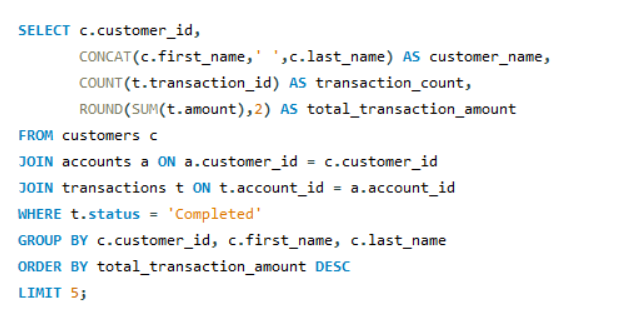 SELECT c.customer_id,
CONCAT(c.first_name,' ',c.last_name) AS customer_name,
COUNT(t.transaction_id) AS transaction_count,
ROUND(SUM(t.amount),2) AS total_transaction_amount
FROM customers c
JOIN accounts a ON a.customer_id = c.customer_id
JOIN transactions t ON t.account_id = a.account_id
WHERE t.status = 'Completed'
GROUP BY c.customer_id, c.first_name, c.last_name
ORDER BY total_transaction_amount DESC
LIMIT 5;